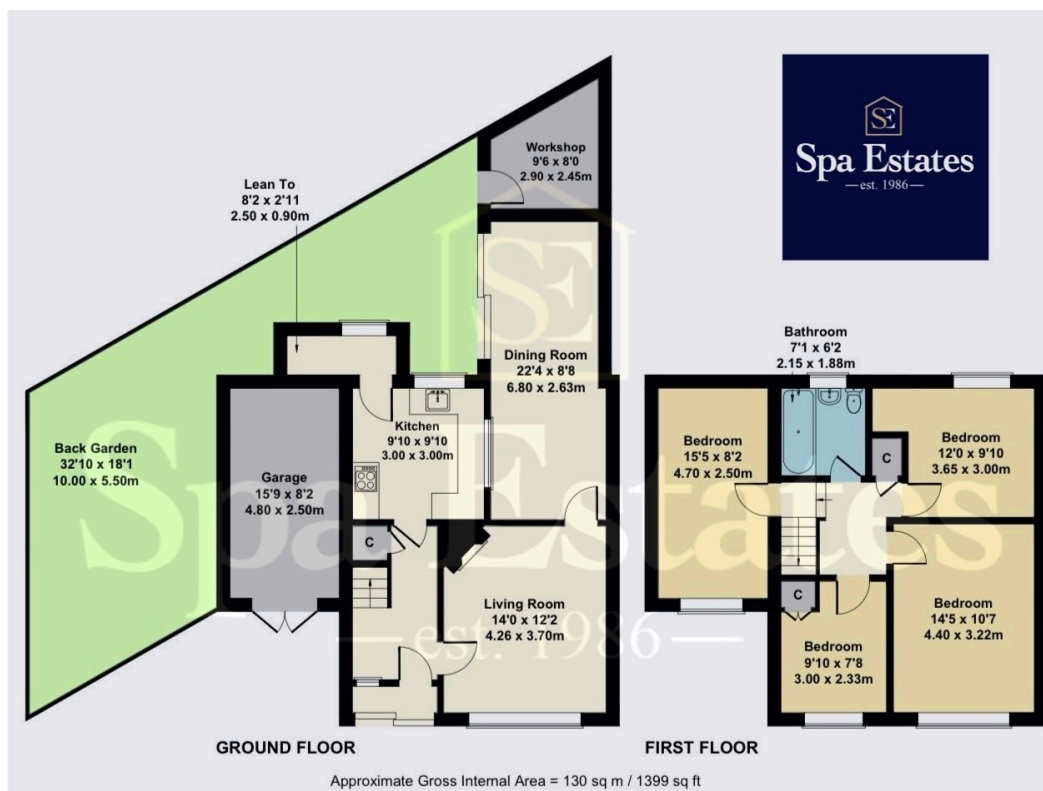 SE
Spa Estates
est. 1986
Workshop
9'6 x 8'0
2.90 x 2.45m
Lean To
8'2 x 2'11
2.50 x 0.90m
Dining Room
22'4 x 8'8
6.80 x 2.63m
Kitchen
9'10 x 9'10
3.00 x 3.00m
Back Garden
32'10 x 18'1
10.00 x 5.50m
Garage
15'9 x 8'2
4.80 x 2.50m
C
Living Room
14'0 x 12'2
4.26 x 3.70m
GROUND FLOOR
Bathroom
7'1 x 6'2
2.15 x 1.88m
Bedroom
15'5 x 8'2
4.70 x 2.50m
Bedroom
12'0 x 9'10
3.65 x 3.00m
C
C
Bedroom
14'5 x 10'7
4.40 x 3.22m
Bedroom
9'10 x 7'8
3.00 x 2.33m
FIRST FLOOR
SE
Spa Estates
est. 1986
Approximate Gross Internal Area = 130 sq m / 1399 sq ft